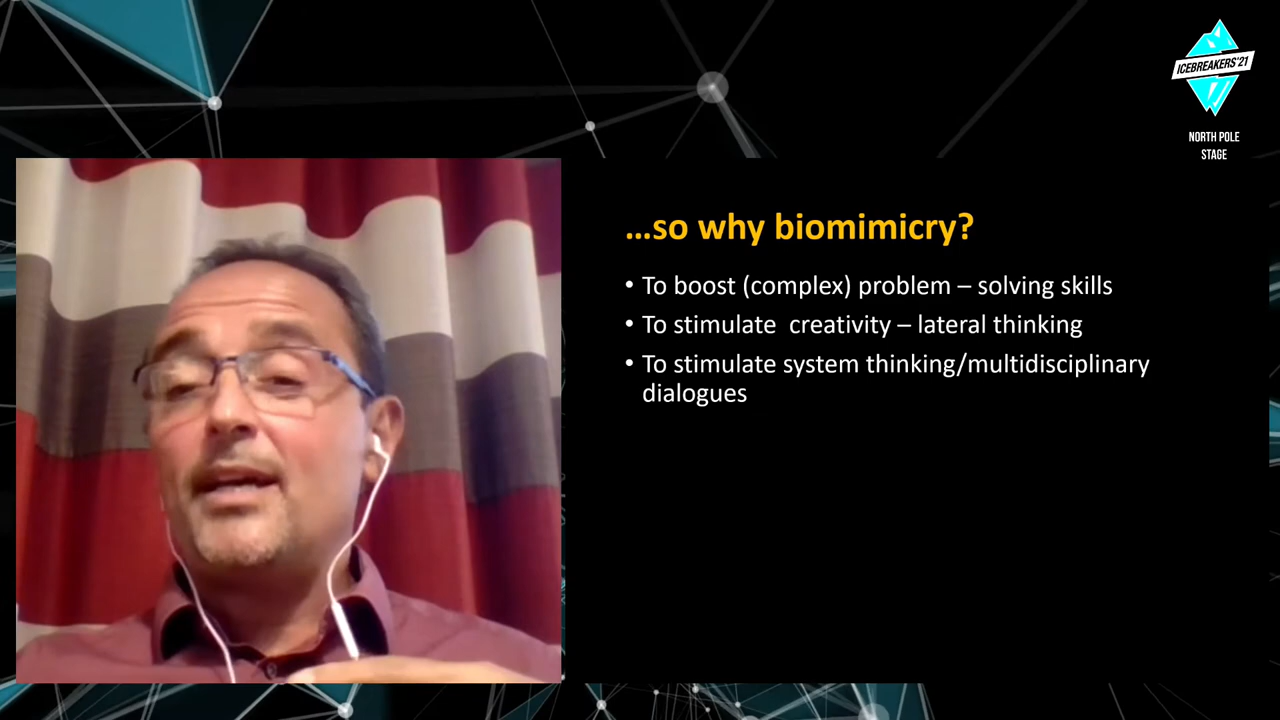 ICEBREAKERS'21
NORTH POLE
STAGE
...so why biomimicry?
• To boost (complex) problem – solving skills
• To stimulate  creativity – lateral thinking
• To stimulate system thinking/multidisciplinary
dialogues